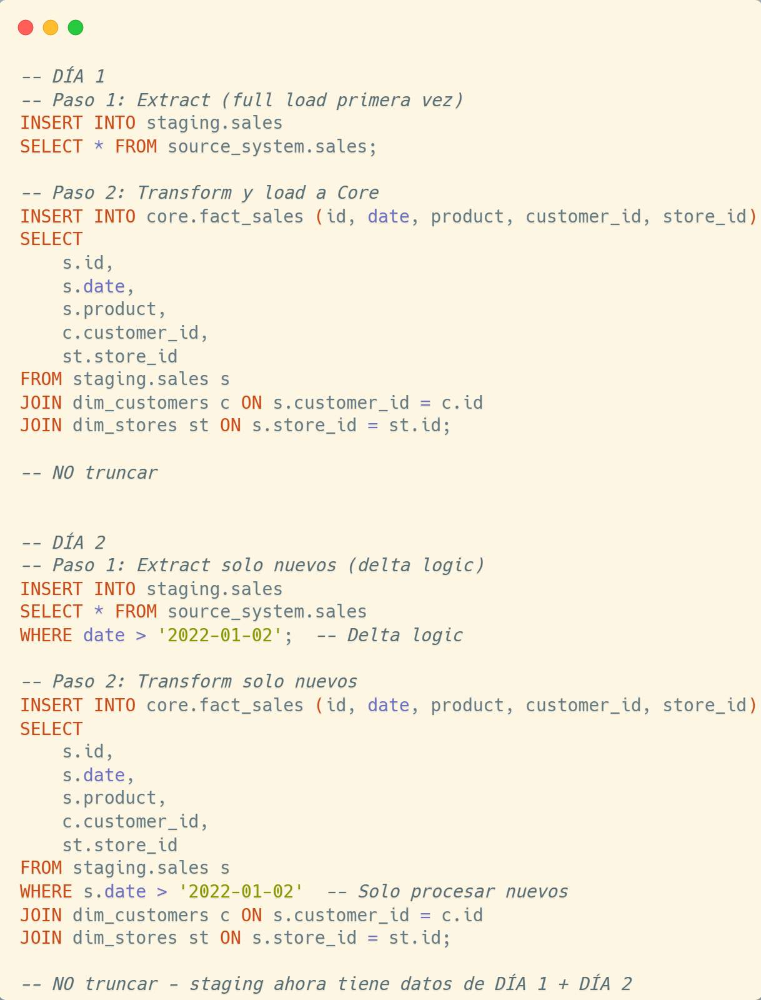 -- DÍA 1
-- Paso 1: Extract (full load primera vez)
INSERT INTO staging.sales
SELECT * FROM source_system.sales;

-- Paso 2: Transform y load a Core
INSERT INTO core.fact_sales (id, date, product, customer_id, store_id)
SELECT
    s.id,
    s.date,
    s.product,
    c.customer_id,
    st.store_id
FROM staging.sales s
JOIN dim_customers c ON s.customer_id = c.id
JOIN dim_stores st ON s.store_id = st.id;

-- NO truncar


-- DÍA 2
-- Paso 1: Extract solo nuevos (delta logic)
INSERT INTO staging.sales
SELECT * FROM source_system.sales
WHERE date > '2022-01-02';  -- Delta logic

-- Paso 2: Transform solo nuevos
INSERT INTO core.fact_sales (id, date, product, customer_id, store_id)
SELECT
    s.id,
    s.date,
    s.product,
    c.customer_id,
    st.store_id
FROM staging.sales s
WHERE s.date > '2022-01-02'  -- Solo procesar nuevos
JOIN dim_customers c ON s.customer_id = c.id
JOIN dim_stores st ON s.store_id = st.id;

-- NO truncar - staging ahora tiene datos de DÍA 1 + DÍA 2